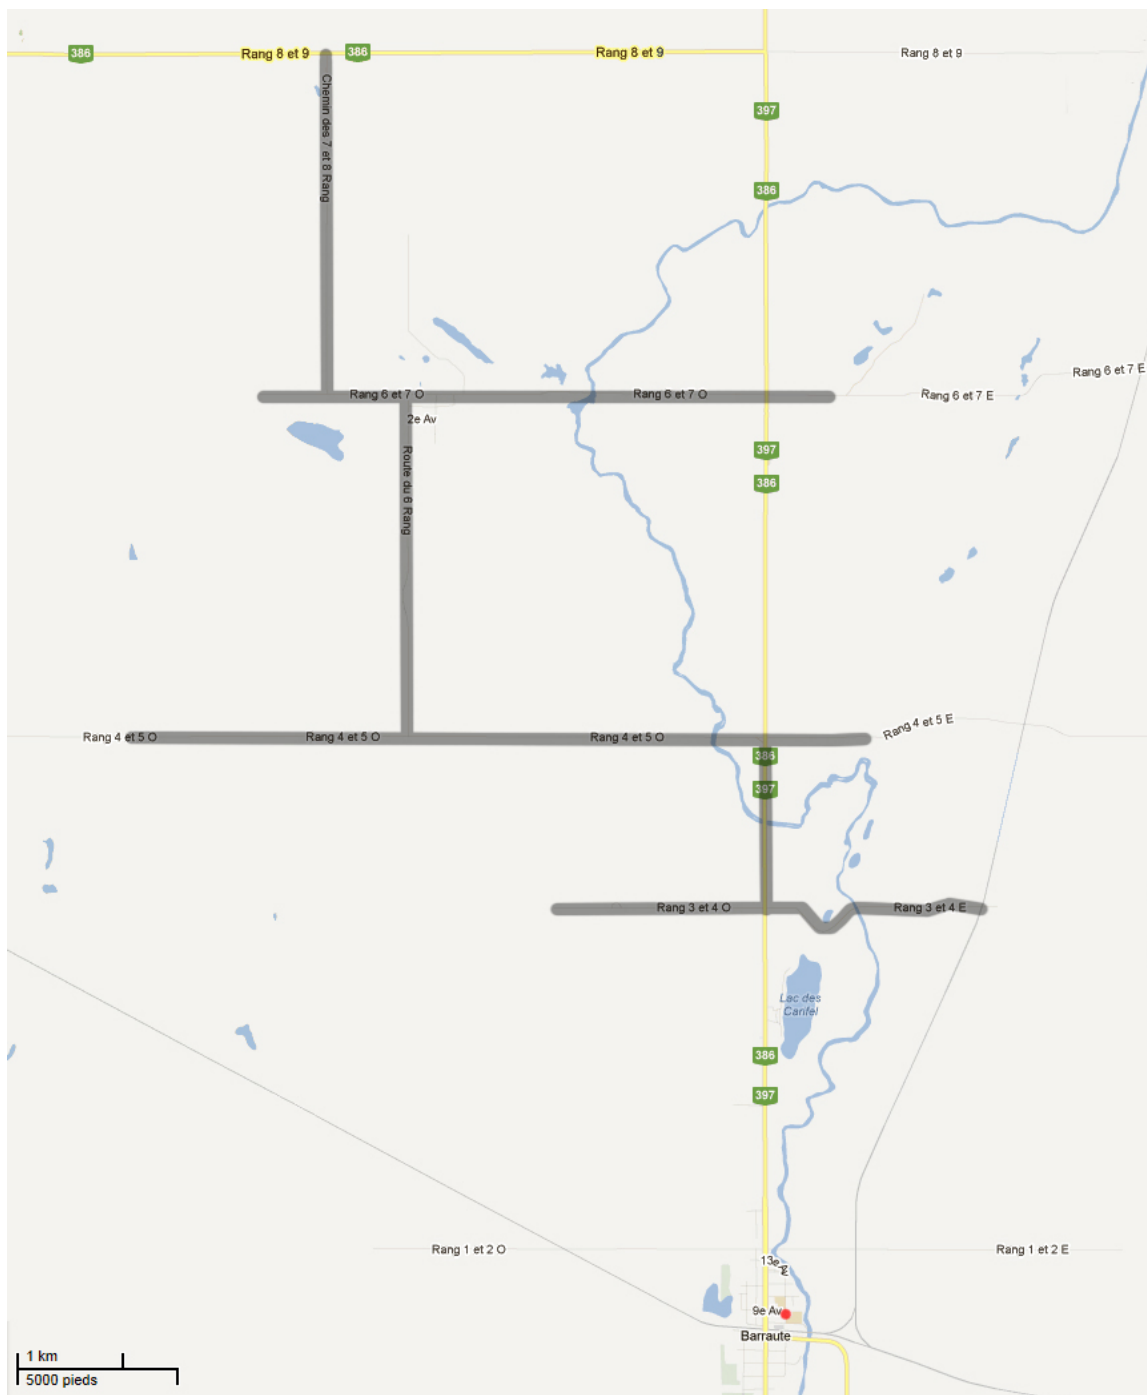 386
Rang 8 et 9
386
Rang 8 et 9
Rang 8 et 9
Chemin des 7 et 8 Rang
397
386
Rang 6 et 7 E
Rang 6 et 7 O
Rang 6 et 7 O
Rang 6 et 7 E
2e Av
Route du 6 Rang
397
386
Rang 4 et 5 E
Rang 4 et 5 O
Rang 4 et 5 O
Rang 4 et 5 O
386
397
Rang 3 et 4 O
Rang 3 et 4 E
Lac des
Canfel
386
397
Rang 1 et 2 O
Rang 1 et 2 E
13e Av
9e Av
Barraute
1 km
5000 pieds